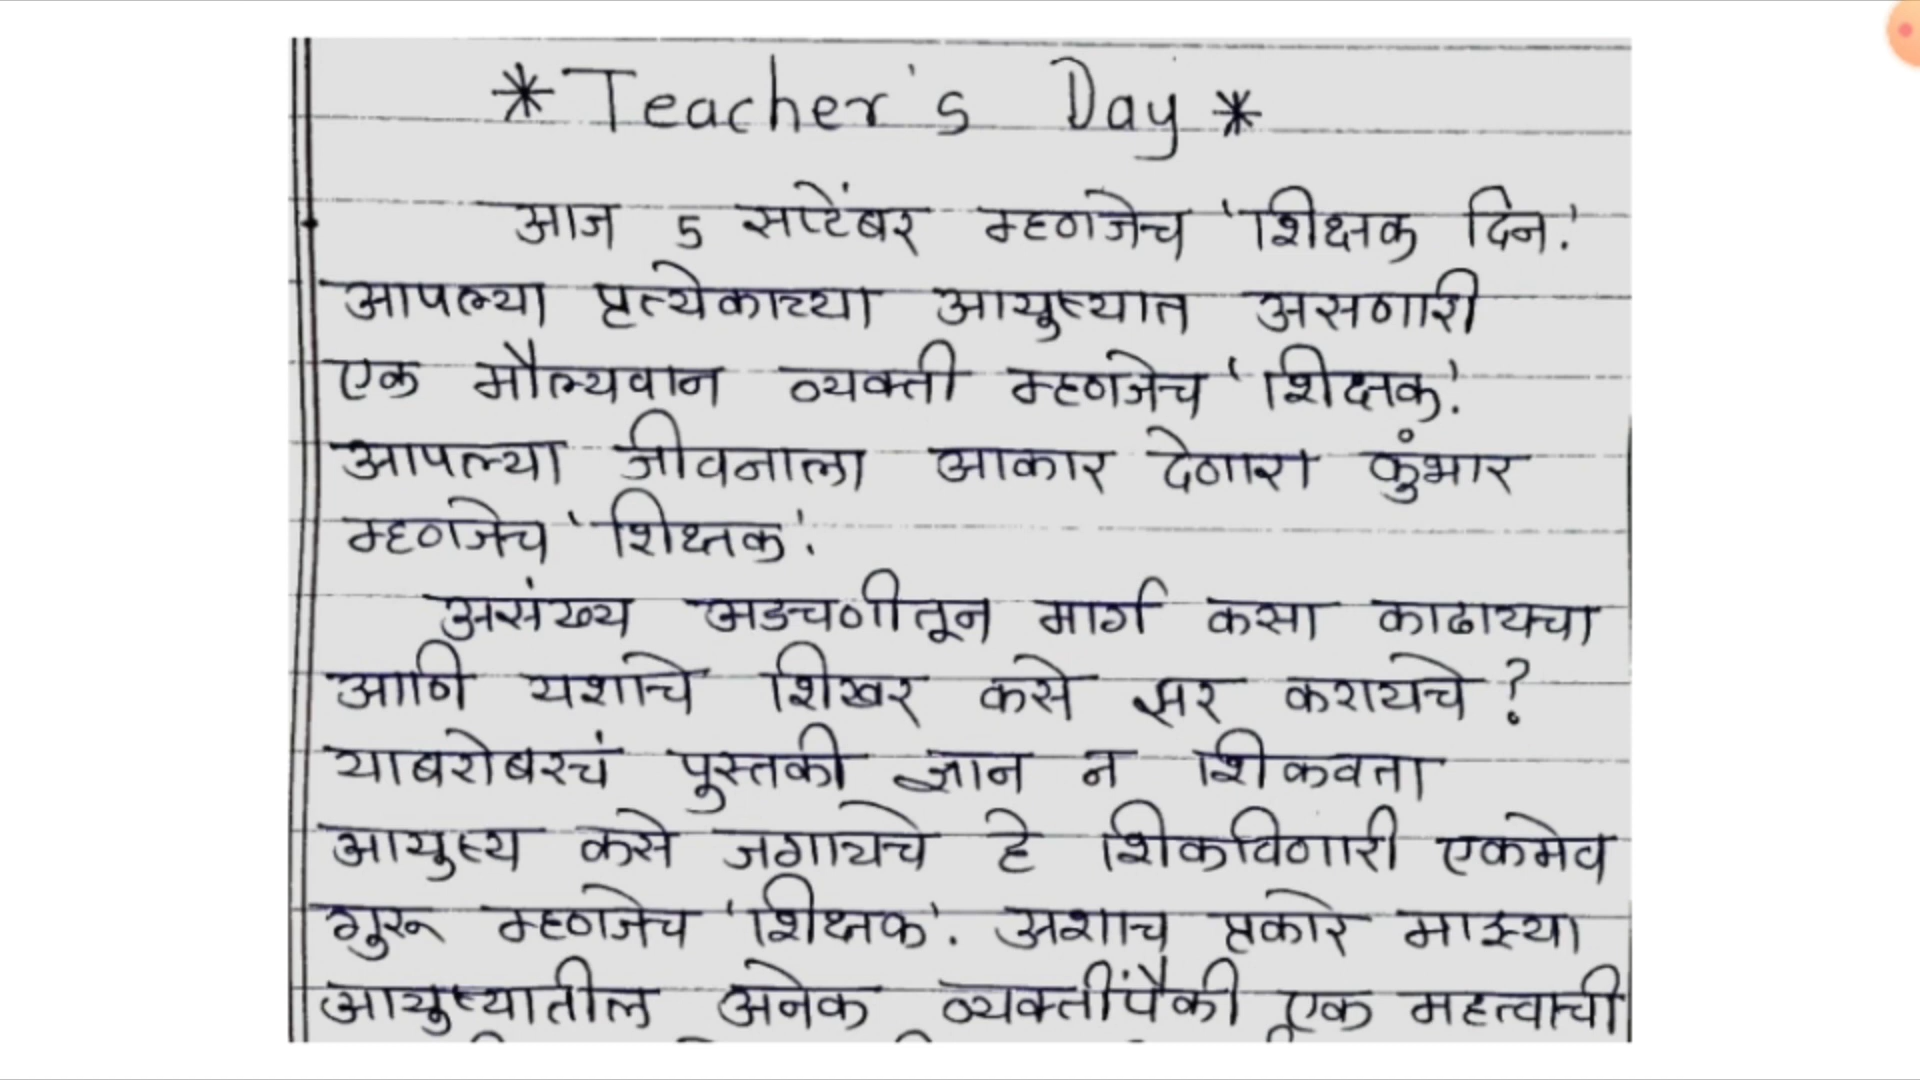 * Teacher's Day *
आज 5 सप्टेंबर म्हणजेच 'शिक्षक दिन.'
आपल्या प्रत्येकाच्या आयुष्यात असणारी
एक मौल्यवान व्यक्ती म्हणजेच 'शिक्षक.'
आपल्या जीवनाला आकार देणारा कुंभार
म्हणजेच 'शिक्षक'.
असंख्य अडचणीतून मार्ग कसा काढायचा
आणि यशाचे शिखर कसे सर करायचे?
याबरोबरचं पुस्तकी ज्ञान न शिकवता
आयुष्य कसे जगायचे हे शिकविणारी एकमेव
गुरू म्हणजेच 'शिक्षक'. अशाच प्रकारे माझ्या
आयुष्यातील अनेक व्यक्तींपैकी एक महत्वाची